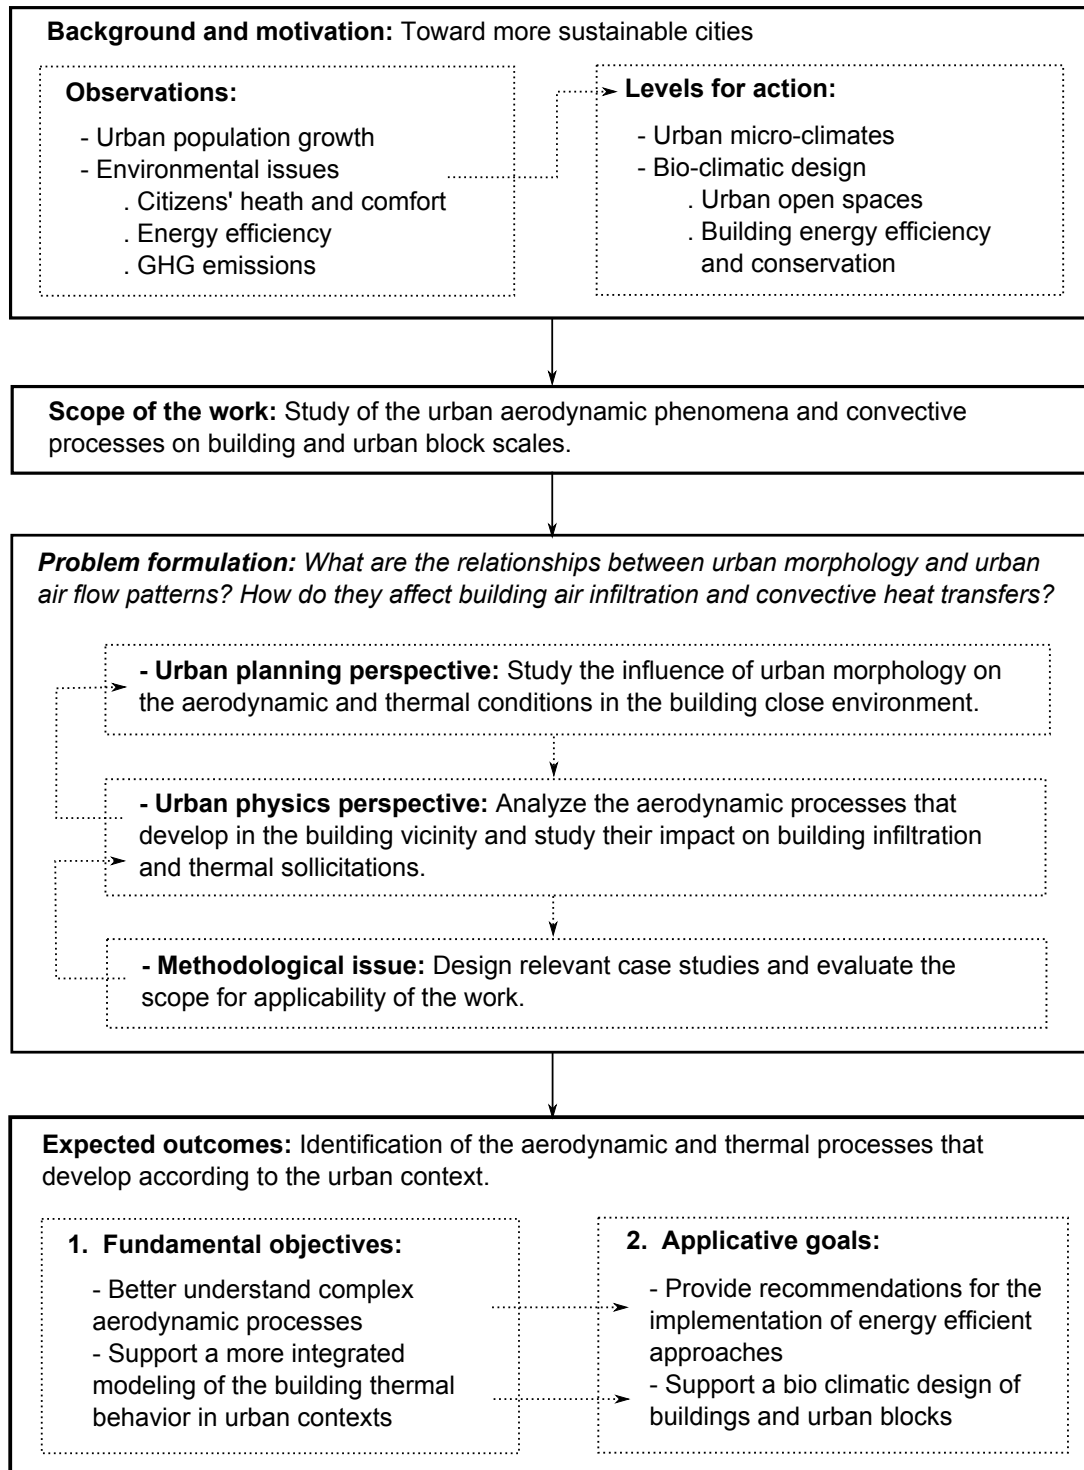 Background and motivation: Toward more sustainable cities
Observations:
- Urban population growth
- Environmental issues
. Citizens' heath and comfort
. Energy efficiency
. GHG emissions
Levels for action:
- Urban micro-climates
- Bio-climatic design
. Urban open spaces
. Building energy efficiency
and conservation
Scope of the work: Study of the urban aerodynamic phenomena and convective
processes on building and urban block scales.
Problem formulation: What are the relationships between urban morphology and urban
air flow patterns? How do they affect building air infiltration and convective heat transfers?
- Urban planning perspective: Study the influence of urban morphology on
the aerodynamic and thermal conditions in the building close environment.
- Urban physics perspective: Analyze the aerodynamic processes that
develop in the building vicinity and study their impact on building infiltration
and thermal sollicitations.
- Methodological issue: Design relevant case studies and evaluate the
scope for applicability of the work.
Expected outcomes: Identification of the aerodynamic and thermal processes that
develop according to the urban context.
1. Fundamental objectives:
- Better understand complex
aerodynamic processes
- Support a more integrated
modeling of the building thermal
behavior in urban contexts
2. Applicative goals:
- Provide recommendations for the
implementation of energy efficient
approaches
- Support a bio climatic design of
buildings and urban blocks